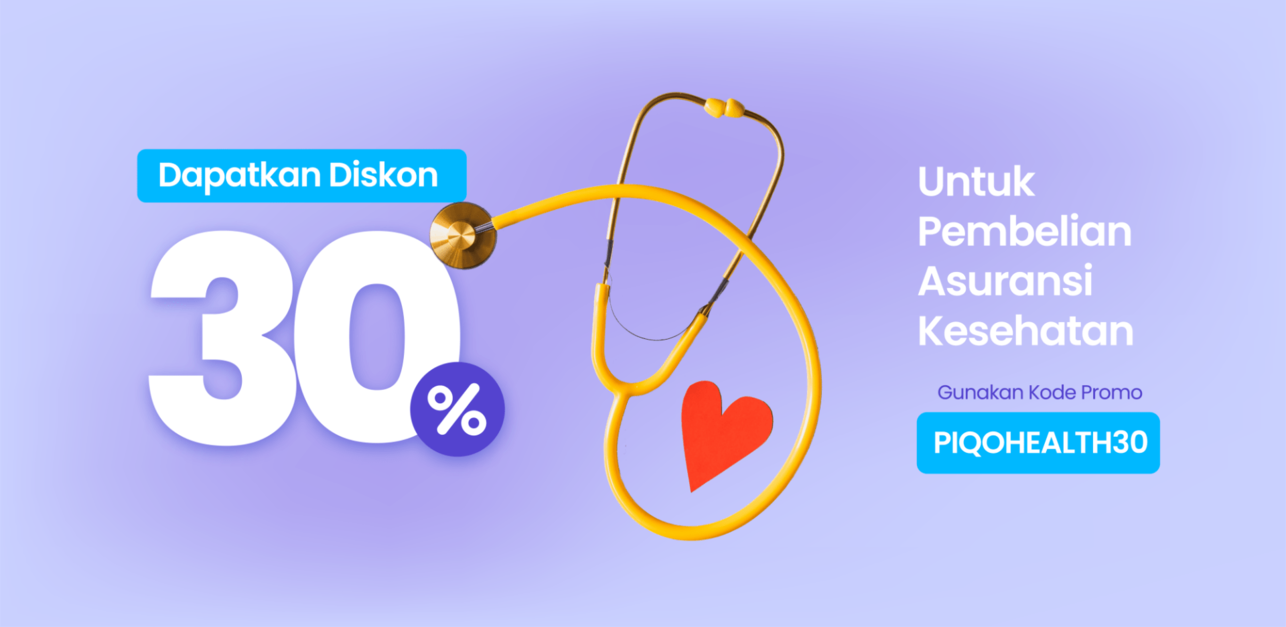 Dapatkan Diskon
30
%
Untuk
Pembelian
Asuransi
Kesehatan
Gunakan Kode Promo
PIQOHEALTH30